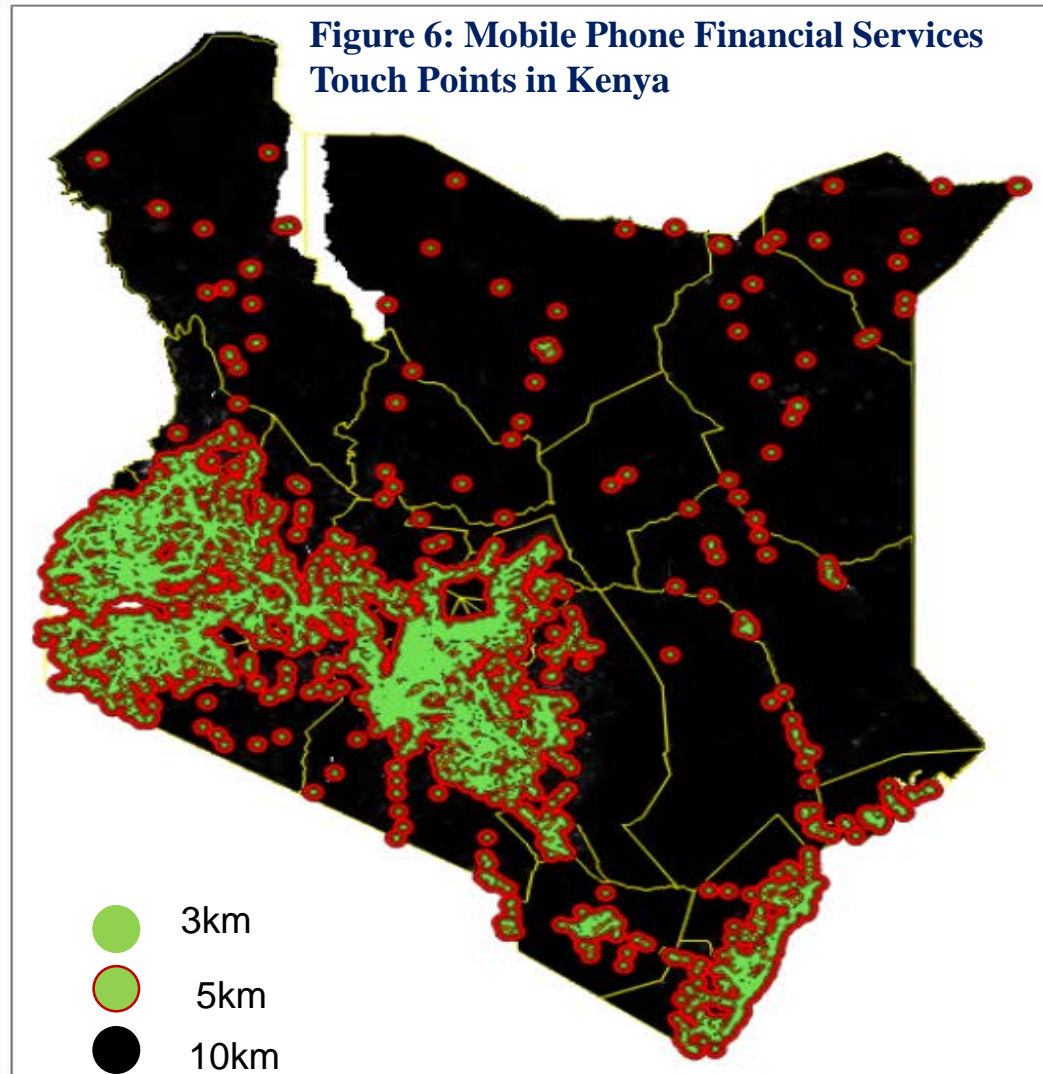 Figure 6: Mobile Phone Financial Services
Touch Points in Kenya
3km
5km
10km